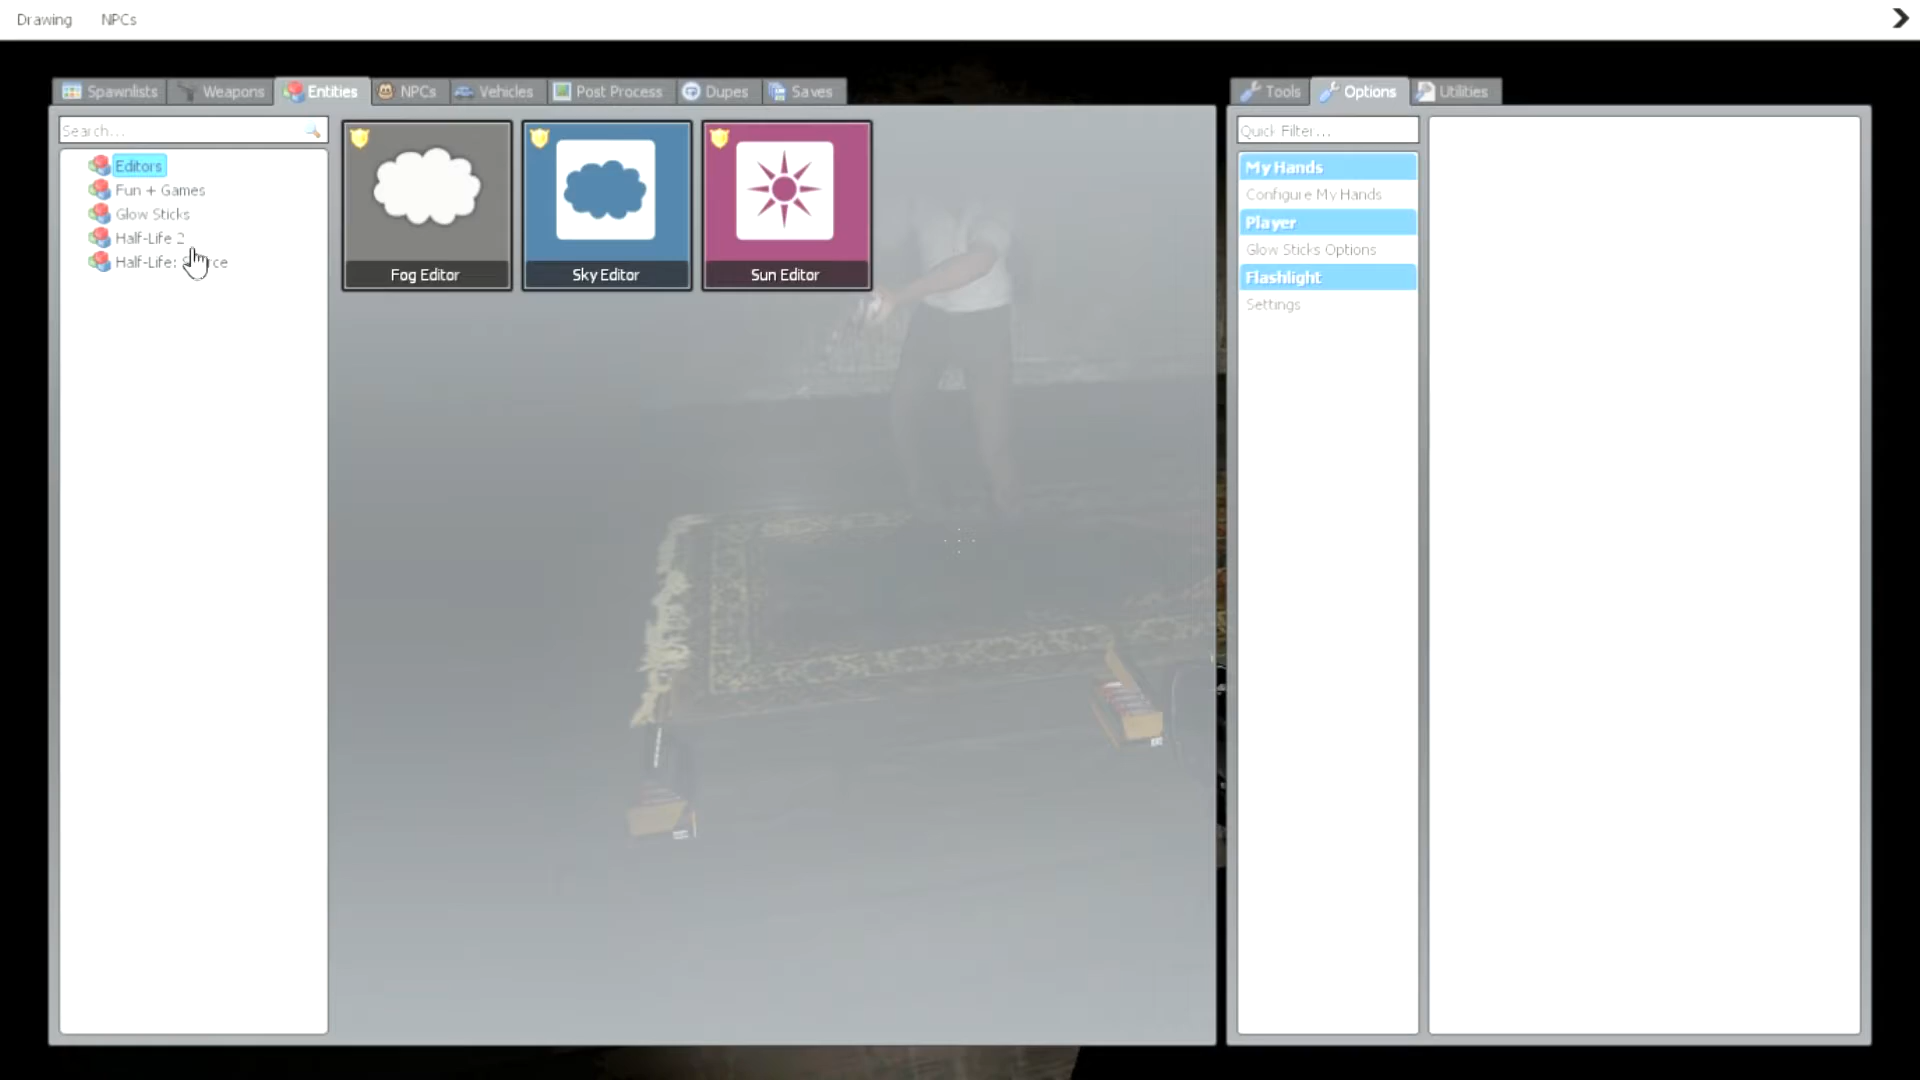 Drawing NPCs
Spawnlists Weapons Entities NPCs Vehicles Post Process Dupes Saves
Tools Options Utilities
Search...
Editors
Fun + Games
Glow Sticks
Half-Life 2
Half-Life:
Fog Editor
Sky Editor
Sun Editor
Quick Filter...
My Hands
Configure My Hands
Player
Glow Sticks Options
Flashlight
Settings